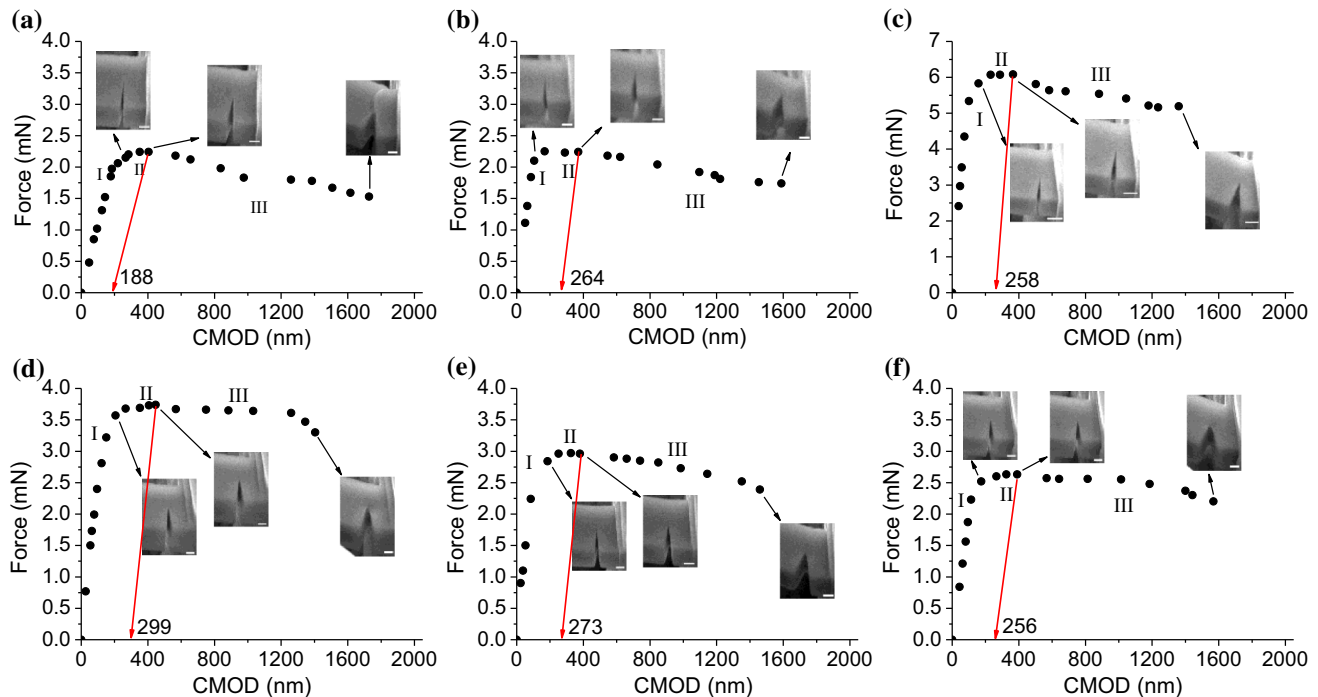 (a)
Force (mN)
4.0
3.5
3.0
2.5
2.0
1.5
1.0
0.5
0.0
I
II
III
188
0 400 800 1200 1600 2000
CMOD (nm)
(b)
Force (mN)
4.0
3.5
3.0
2.5
2.0
1.5
1.0
0.5
0.0
I
II
III
264
0 400 800 1200 1600 2000
CMOD (nm)
(c)
Force (mN)
7
6
5
4
3
2
1
0
I
II
III
258
0 400 800 1200 1600 2000
CMOD (nm)
(d)
Force (mN)
4.0
3.5
3.0
2.5
2.0
1.5
1.0
0.5
0.0
I
II
III
299
0 400 800 1200 1600 2000
CMOD (nm)
(e)
Force (mN)
4.0
3.5
3.0
2.5
2.0
1.5
1.0
0.5
0.0
I
II
III
273
0 400 800 1200 1600 2000
CMOD (nm)
(f)
Force (mN)
4.0
3.5
3.0
2.5
2.0
1.5
1.0
0.5
0.0
I
II
III
256
0 400 800 1200 1600 2000
CMOD (nm)